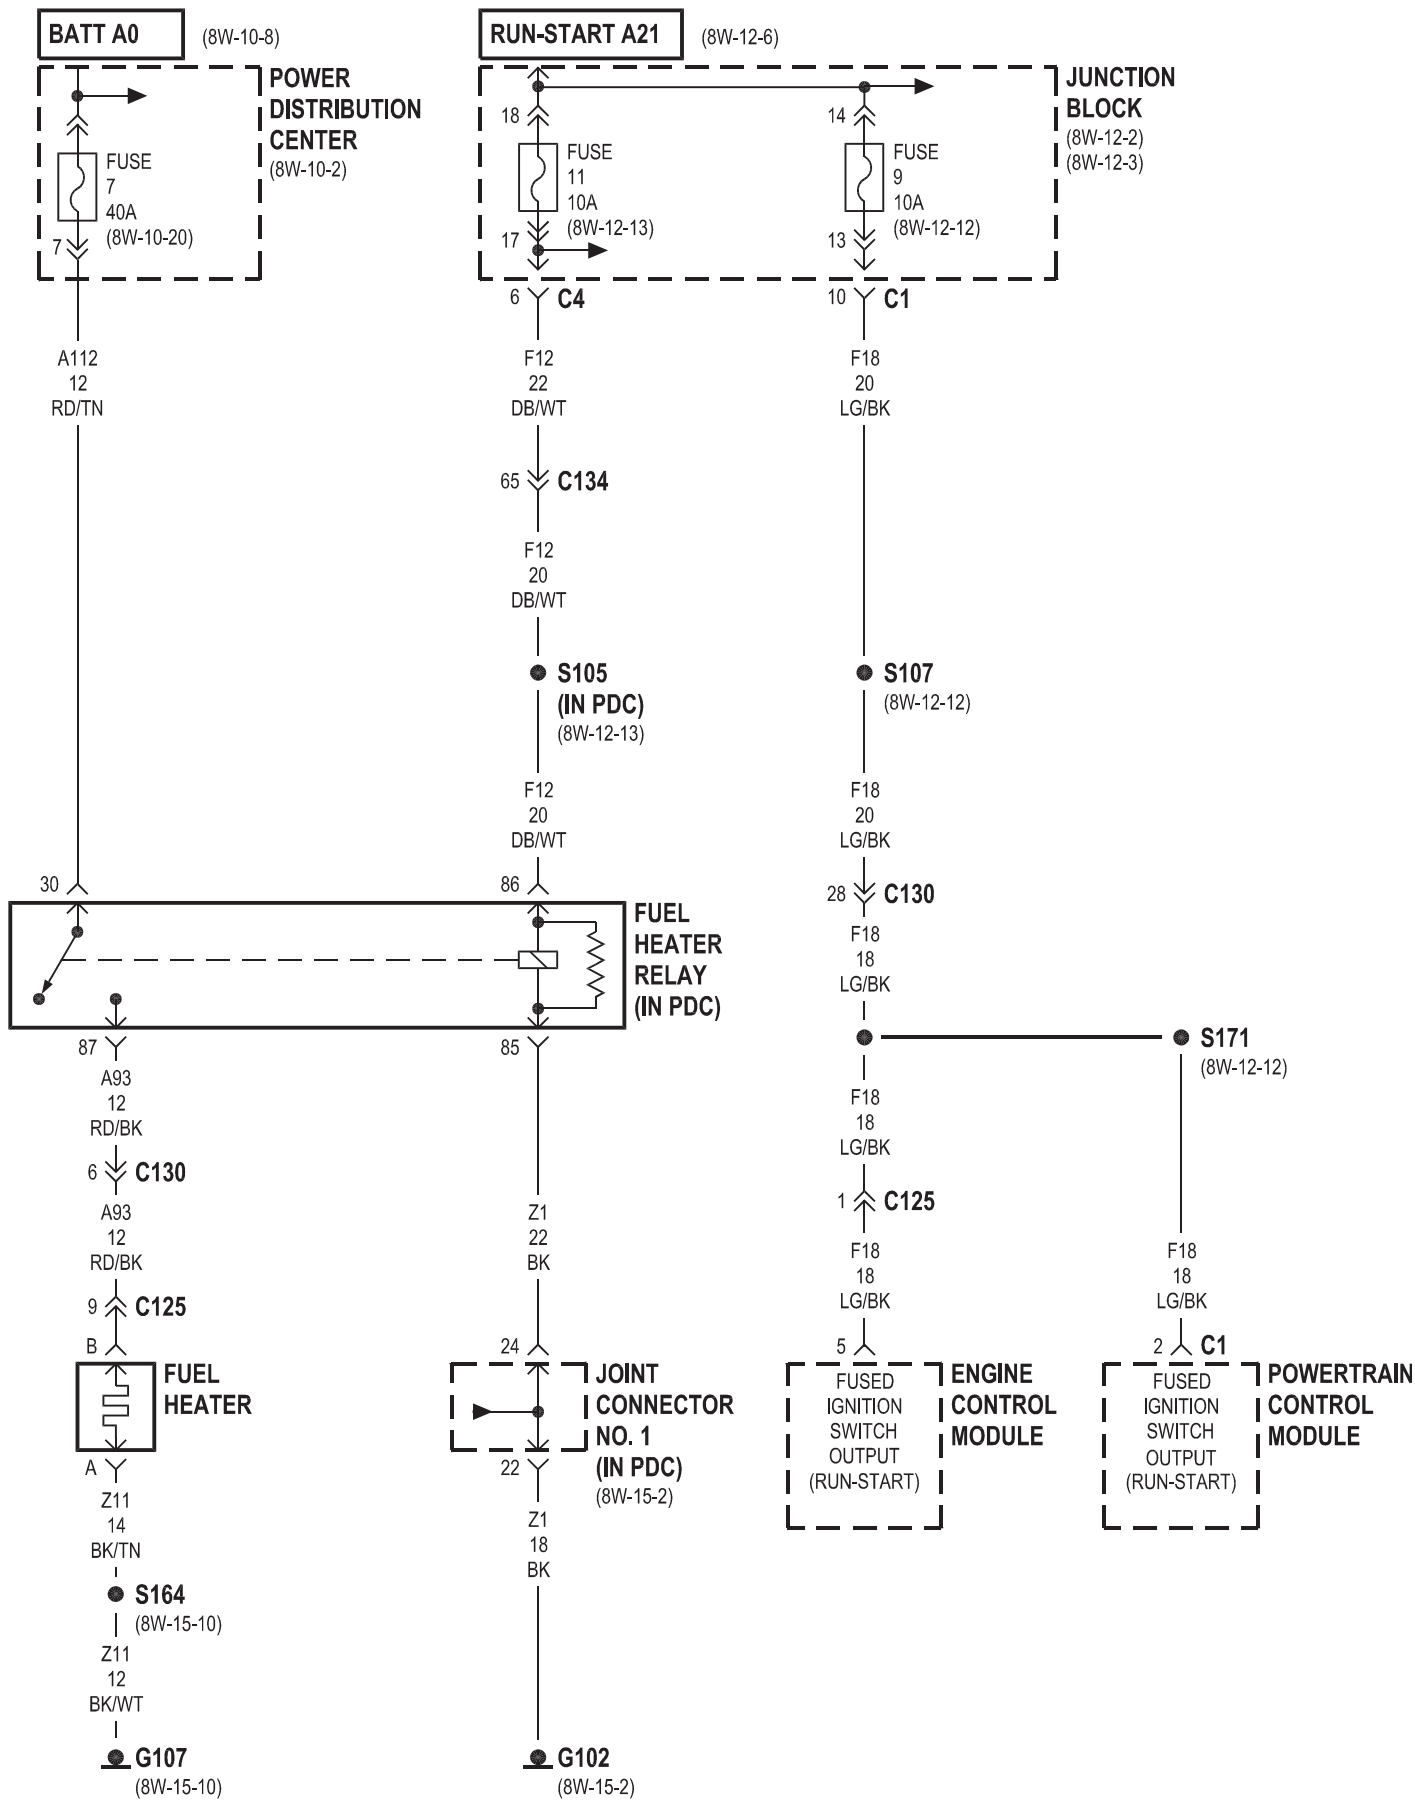 BATT A0
(8W-10-8)
RUN-START A21
(8W-12-6)
POWER
DISTRIBUTION
CENTER
(8W-10-2)
FUSE
7
40A
(8W-10-20)
7
18
FUSE
11
10A
(8W-12-13)
17
14
FUSE
9
10A
(8W-12-12)
13
JUNCTION
BLOCK
(8W-12-2)
(8W-12-3)
6
C4
10
C1
A112
12
RD/TN
F12
22
DB/WT
F18
20
LG/BK
65
C134
F12
20
DB/WT
S105
(IN PDC)
(8W-12-13)
S107
(8W-12-12)
F12
20
DB/WT
F18
20
LG/BK
30
86
28
C130
FUEL
HEATER
RELAY
(IN PDC)
F18
18
LG/BK
S171
(8W-12-12)
87
85
A93
12
RD/BK
F18
18
LG/BK
6
C130
1
C125
A93
12
RD/BK
Z1
22
BK
F18
18
LG/BK
F18
18
LG/BK
9
C125
B
24
5
2
C1
FUEL
HEATER
JOINT
CONNECTOR
NO. 1
(IN PDC)
(8W-15-2)
FUSED
IGNITION
SWITCH
OUTPUT
(RUN-START)
ENGINE
CONTROL
MODULE
FUSED
IGNITION
SWITCH
OUTPUT
(RUN-START)
POWERTRAIN
CONTROL
MODULE
A
22
Z11
14
BK/TN
Z1
18
BK
S164
(8W-15-10)
Z11
12
BK/WT
G107
(8W-15-10)
G102
(8W-15-2)